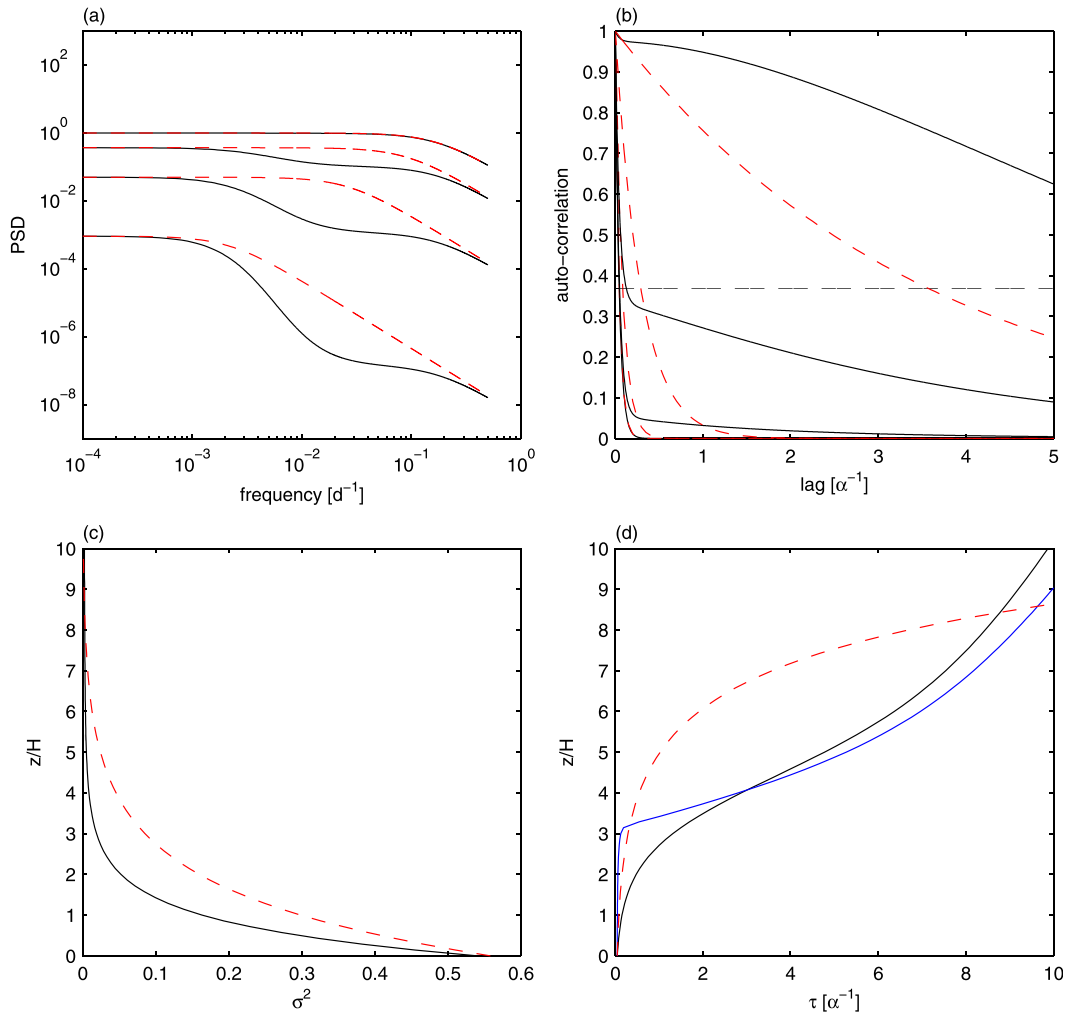 (a)
10^2
10^0
10^−2
10^−4
10^−6
10^−8
PSD
10^−4 10^−3 10^−2 10^−1 10^0
frequency [d^−1]
(b)
1
0.9
0.8
0.7
0.6
0.5
0.4
0.3
0.2
0.1
0
auto−correlation
0 1 2 3 4 5
lag [α^−1]
(c)
10
9
8
7
6
5
4
3
2
1
0
z/H
0 0.1 0.2 0.3 0.4 0.5 0.6
σ^2
(d)
10
9
8
7
6
5
4
3
2
1
0
z/H
0 2 4 6 8 10
τ [α^−1]